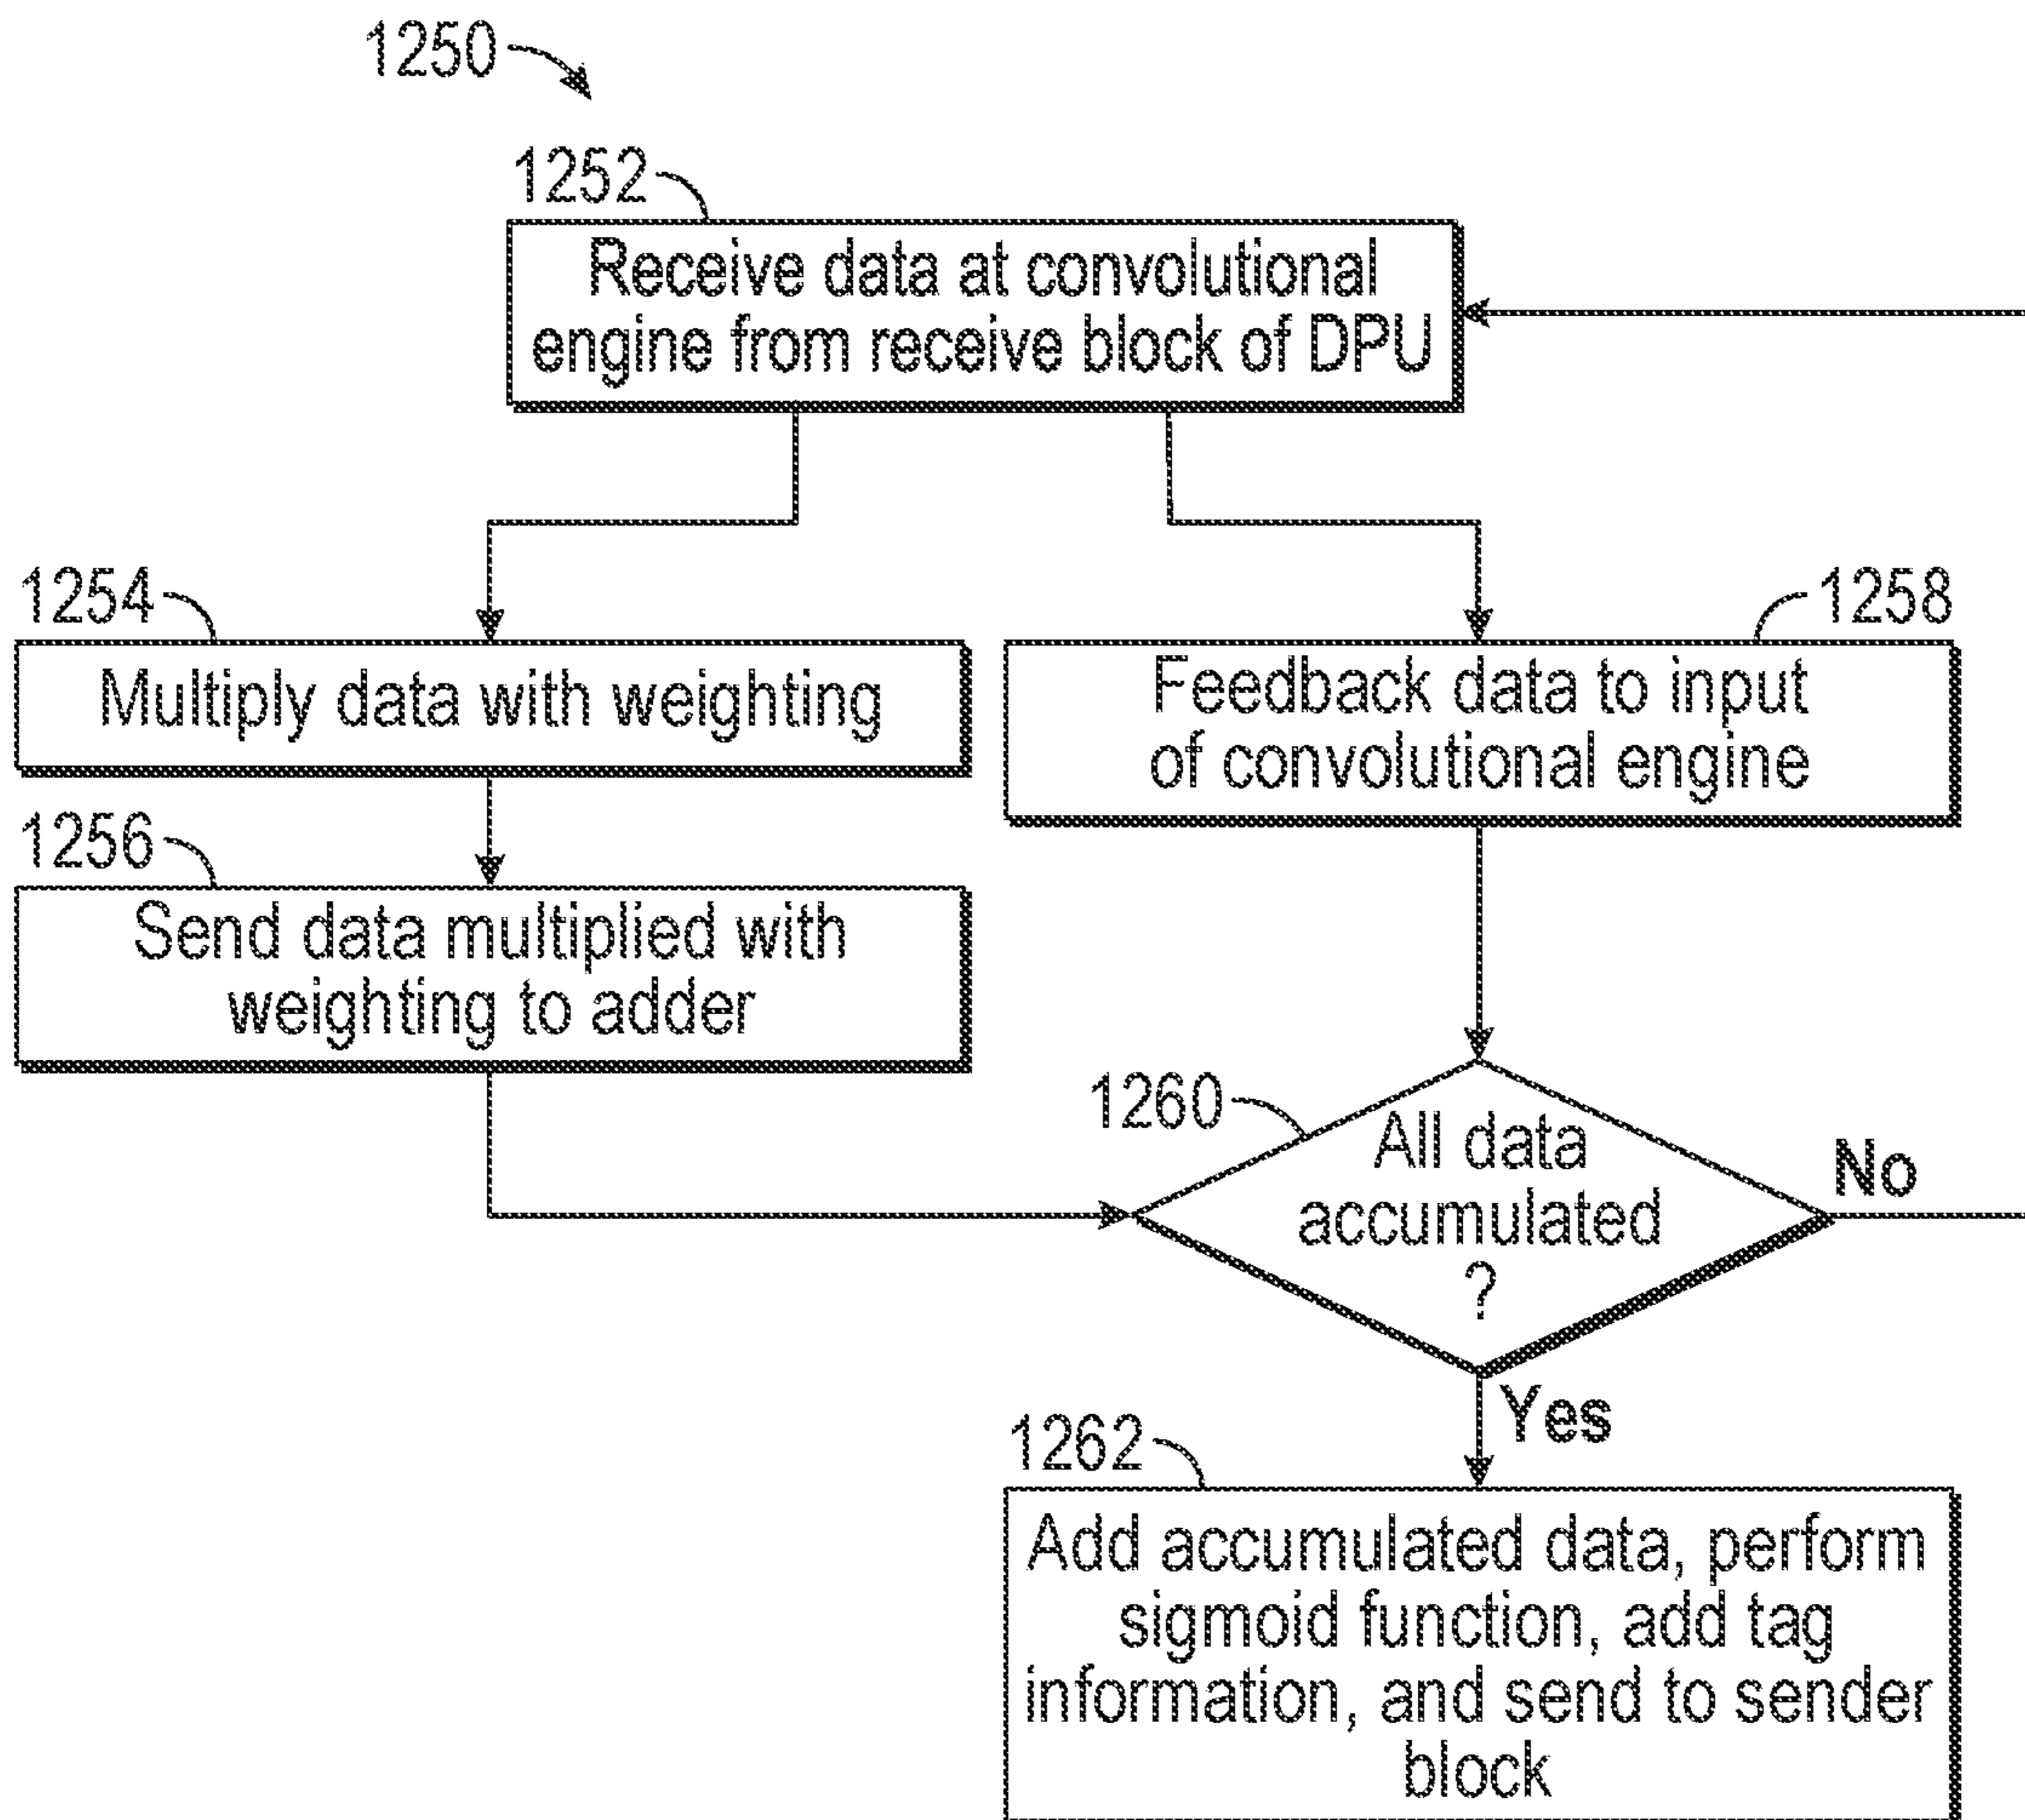 1250
1252
Receive data at convolutional
engine from receive block of DPU
1254
Multiply data with weighting
1258
Feedback data to input
of convolutional engine
1256
Send data multiplied with
weighting to adder
1260
All data
accumulated
?
No
Yes
1262
Add accumulated data, perform
sigmoid function, add tag
information, and send to sender
block